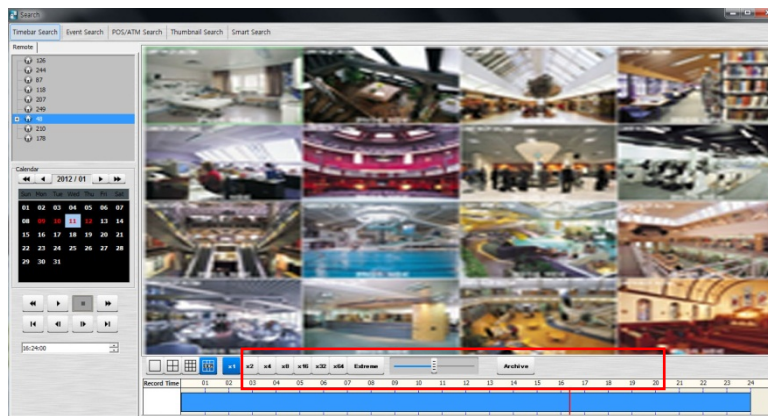 Search
Timebar Search Event Search POS/ATM Search Thumbnail Search Smart Search
Remote
126
244
87
118
207
249
48
210
178
Calendar
2012 / 01
Sun Mon Tue Wed Thu Fri Sat
01 02 03 04 05 06 07
08 09 10 11 12 13 14
15 16 17 18 19 20 21
22 23 24 25 26 27 28
29 30 31
16:24:00
x1 x2 x4 x8 x16 x32 x64 Extreme Archive
Record Time 01 02 03 04 05 06 07 08 09 10 11 12 13 14 15 16 17 18 19 20 21 22 23 24